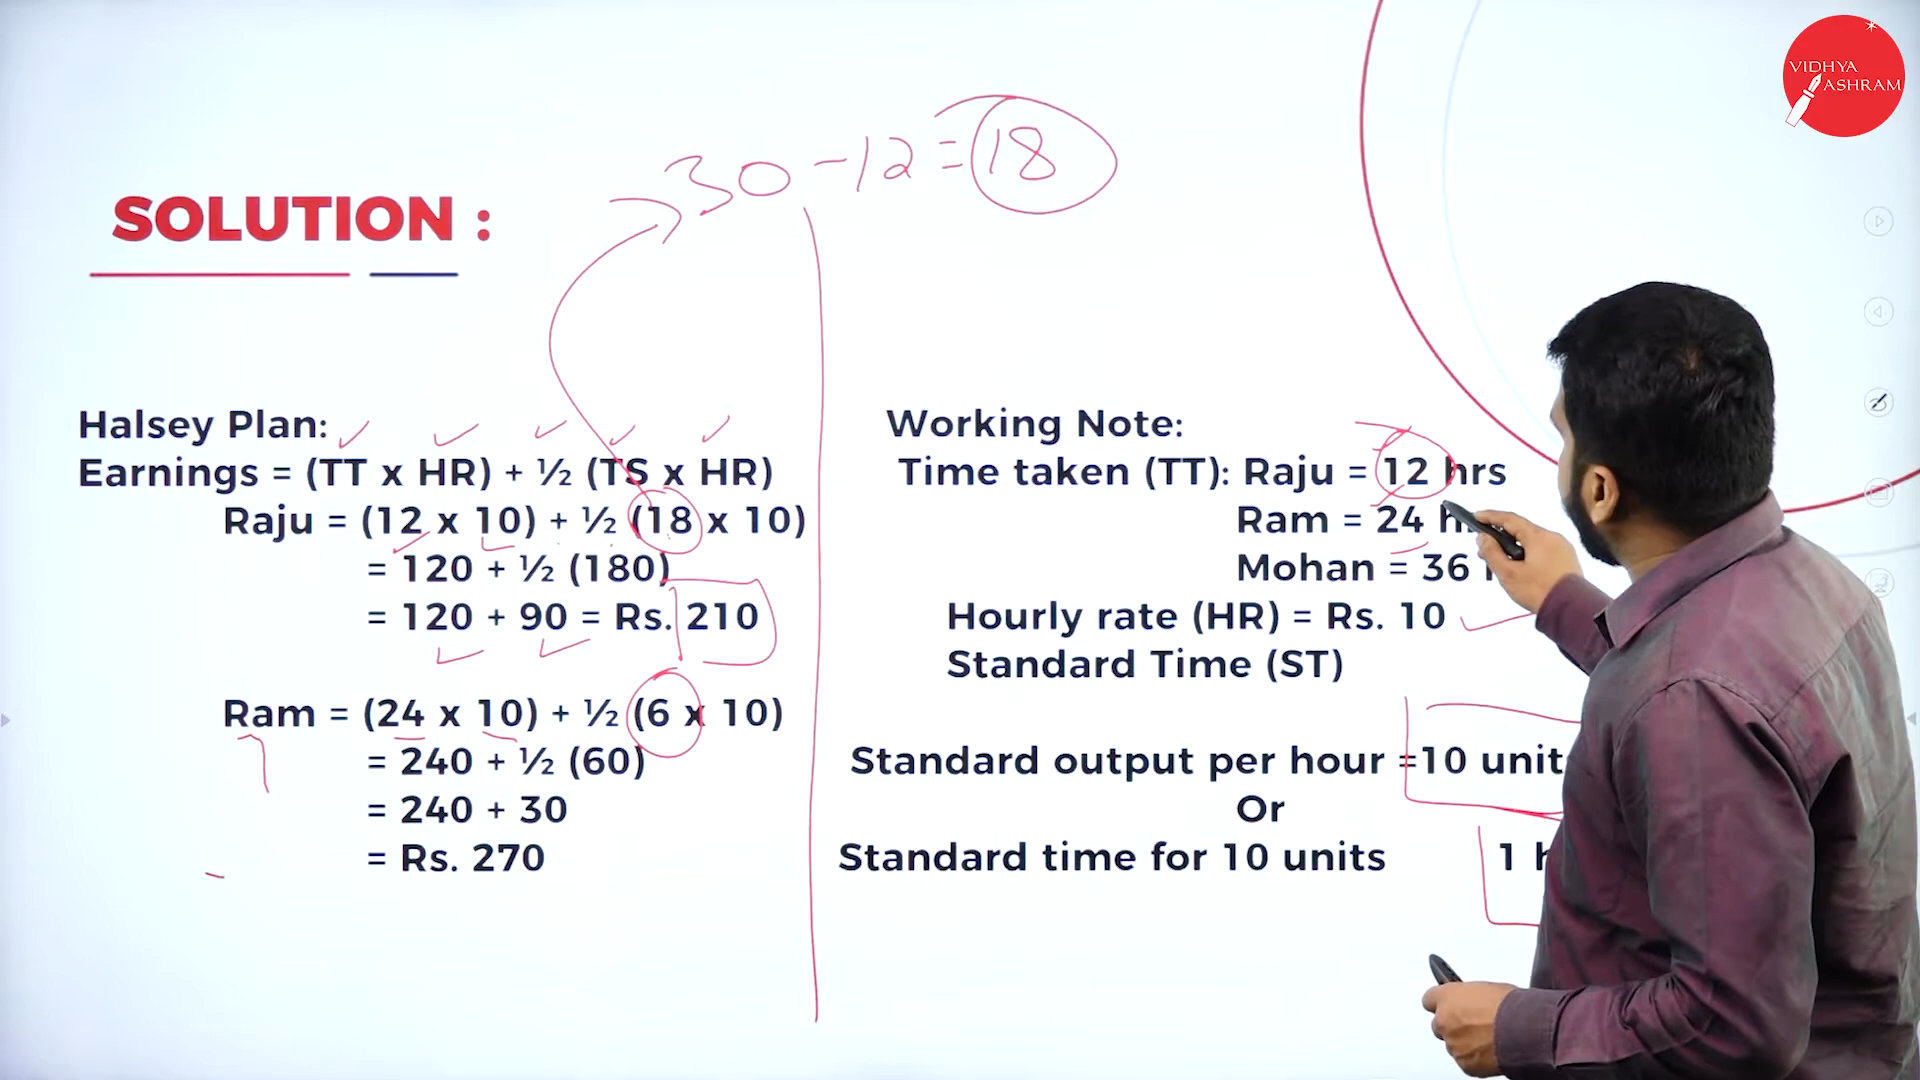 VIDHYA
ASHRAM
30 - 12 = 18
SOLUTION :
Halsey Plan:
Earnings = (TT x HR) + ½ (TS x HR)
Raju = (12 x 10) + ½ (18 x 10)
= 120 + ½ (180)
= 120 + 90 = Rs. 210
Ram = (24 x 10) + ½ (6 x 10)
= 240 + ½ (60)
= 240 + 30
= Rs. 270
Working Note:
Time taken (TT): Raju = 12 hrs
Ram = 24
Mohan = 36
Hourly rate (HR) = Rs. 10
Standard Time (ST)
Standard output per hour =10
Or
Standard time for 10 units 1